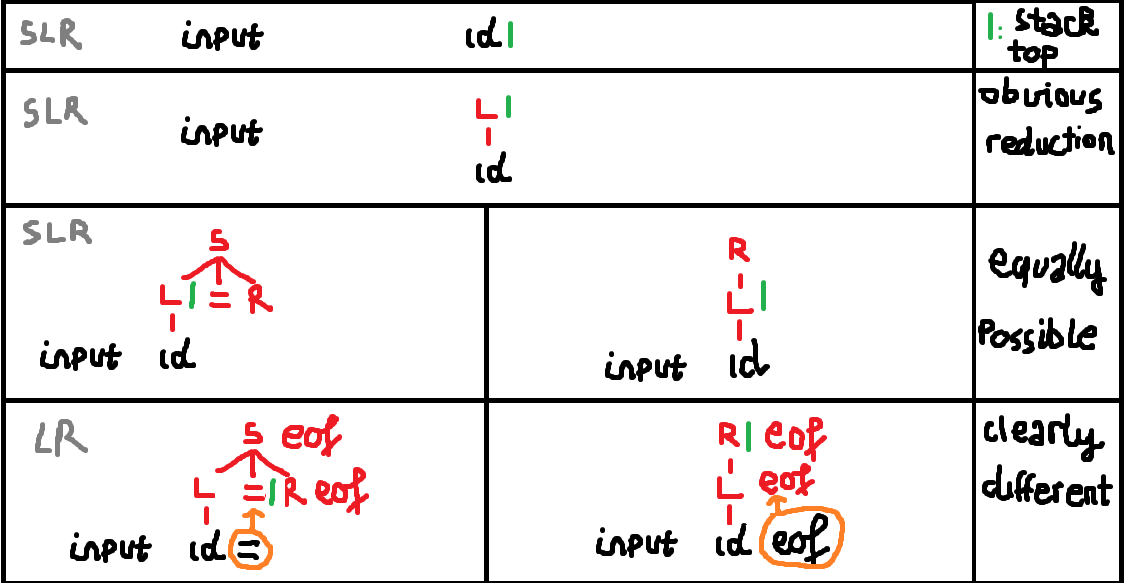 SLR input id| |: stack
top
SLR L| obvious
input reduction
id
SLR S R equally
L| = R L| Possible
input id input id
LR S eof R| eof clearly
L =|R eof L eof different
input id = input id eof